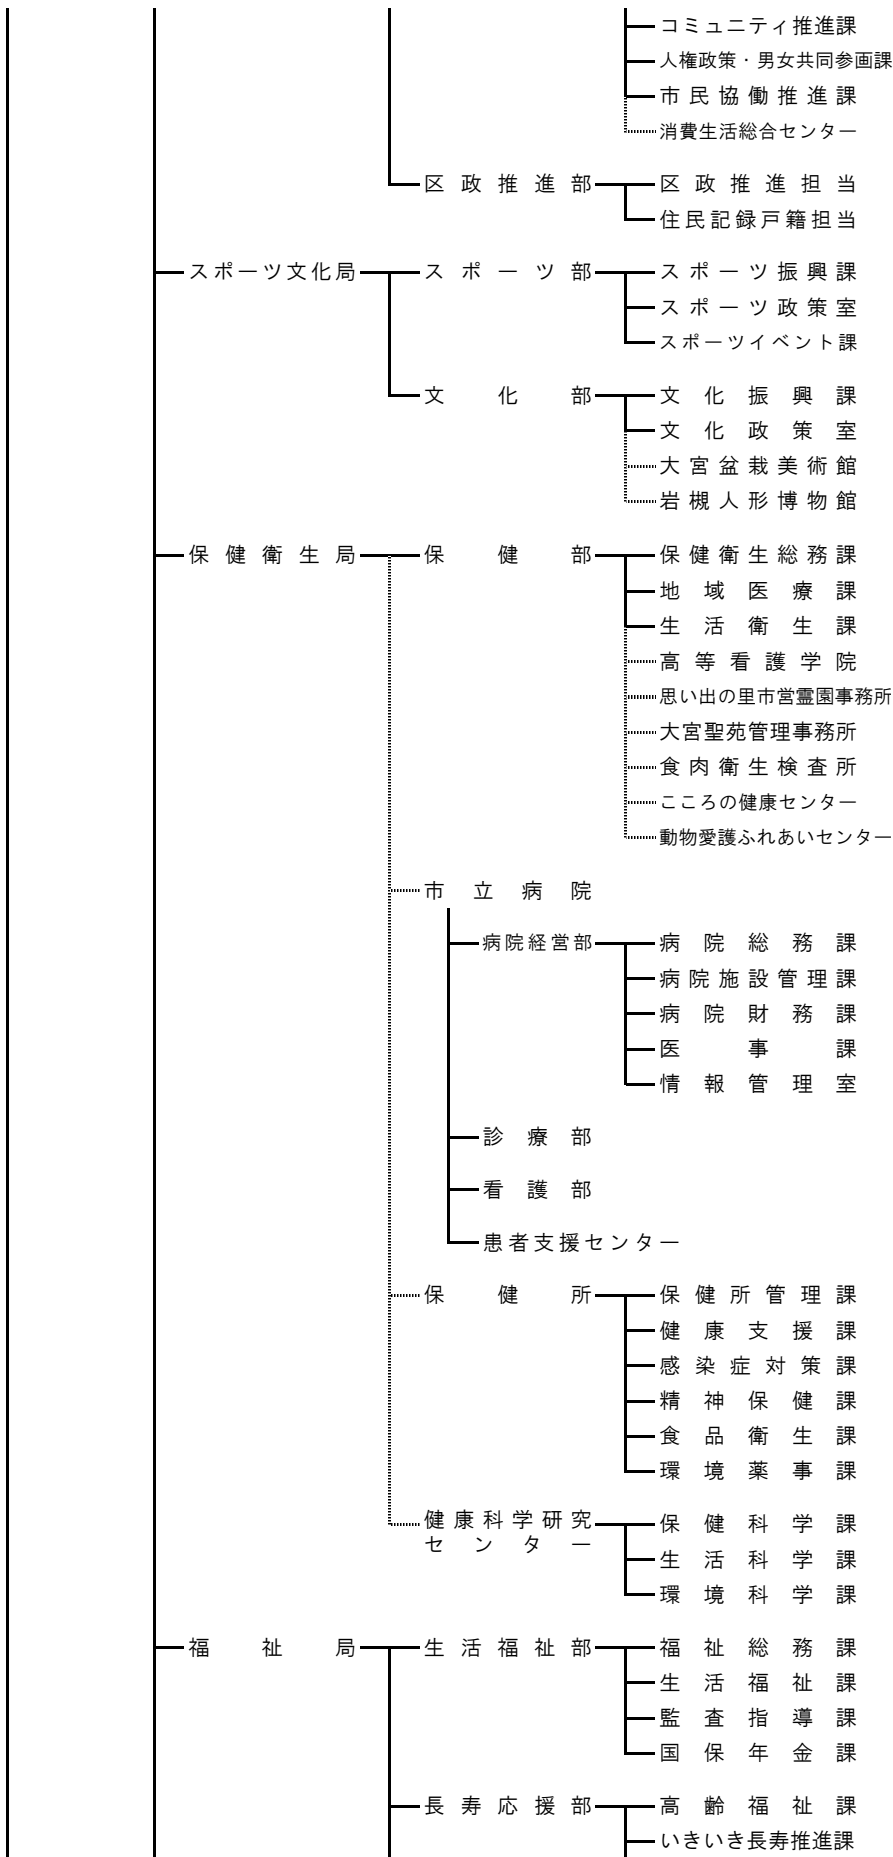 コミュニティ推進課
人権政策・男女共同参画課
市民協働推進課
消費生活総合センター
区政推進部 区政推進担当
住民記録戸籍担当
スポーツ文化局 スポーツ部 スポーツ振興課
スポーツ政策室
スポーツイベント課
文化部 文化振興課
文化政策室
大宮盆栽美術館
岩槻人形博物館
保健衛生局 保健部 保健衛生総務課
地域医療課
生活衛生課
高等看護学院
思い出の里市営霊園事務所
大宮聖苑管理事務所
食肉衛生検査所
こころの健康センター
動物愛護ふれあいセンター
市立病院
病院経営部 病院総務課
病院施設管理課
病院財務課
医事課
情報管理室
診療部
看護部
患者支援センター
保健所 保健所管理課
健康支援課
感染症対策課
精神保健課
食品衛生課
環境薬事課
健康科学研究
センター 保健科学課
生活科学課
環境科学課
福祉局 生活福祉部 福祉総務課
生活福祉課
監査指導課
国保年金課
長寿応援部 高齢福祉課
いきいき長寿推進課